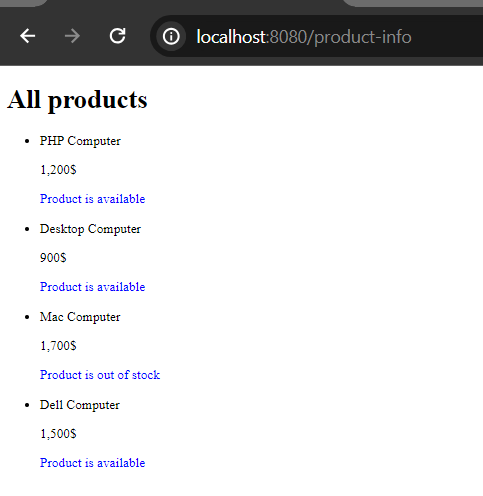 localhost:8080/product-info
All products
PHP Computer
1,200$
Product is available
Desktop Computer
900$
Product is available
Mac Computer
1,700$
Product is out of stock
Dell Computer
1,500$
Product is available